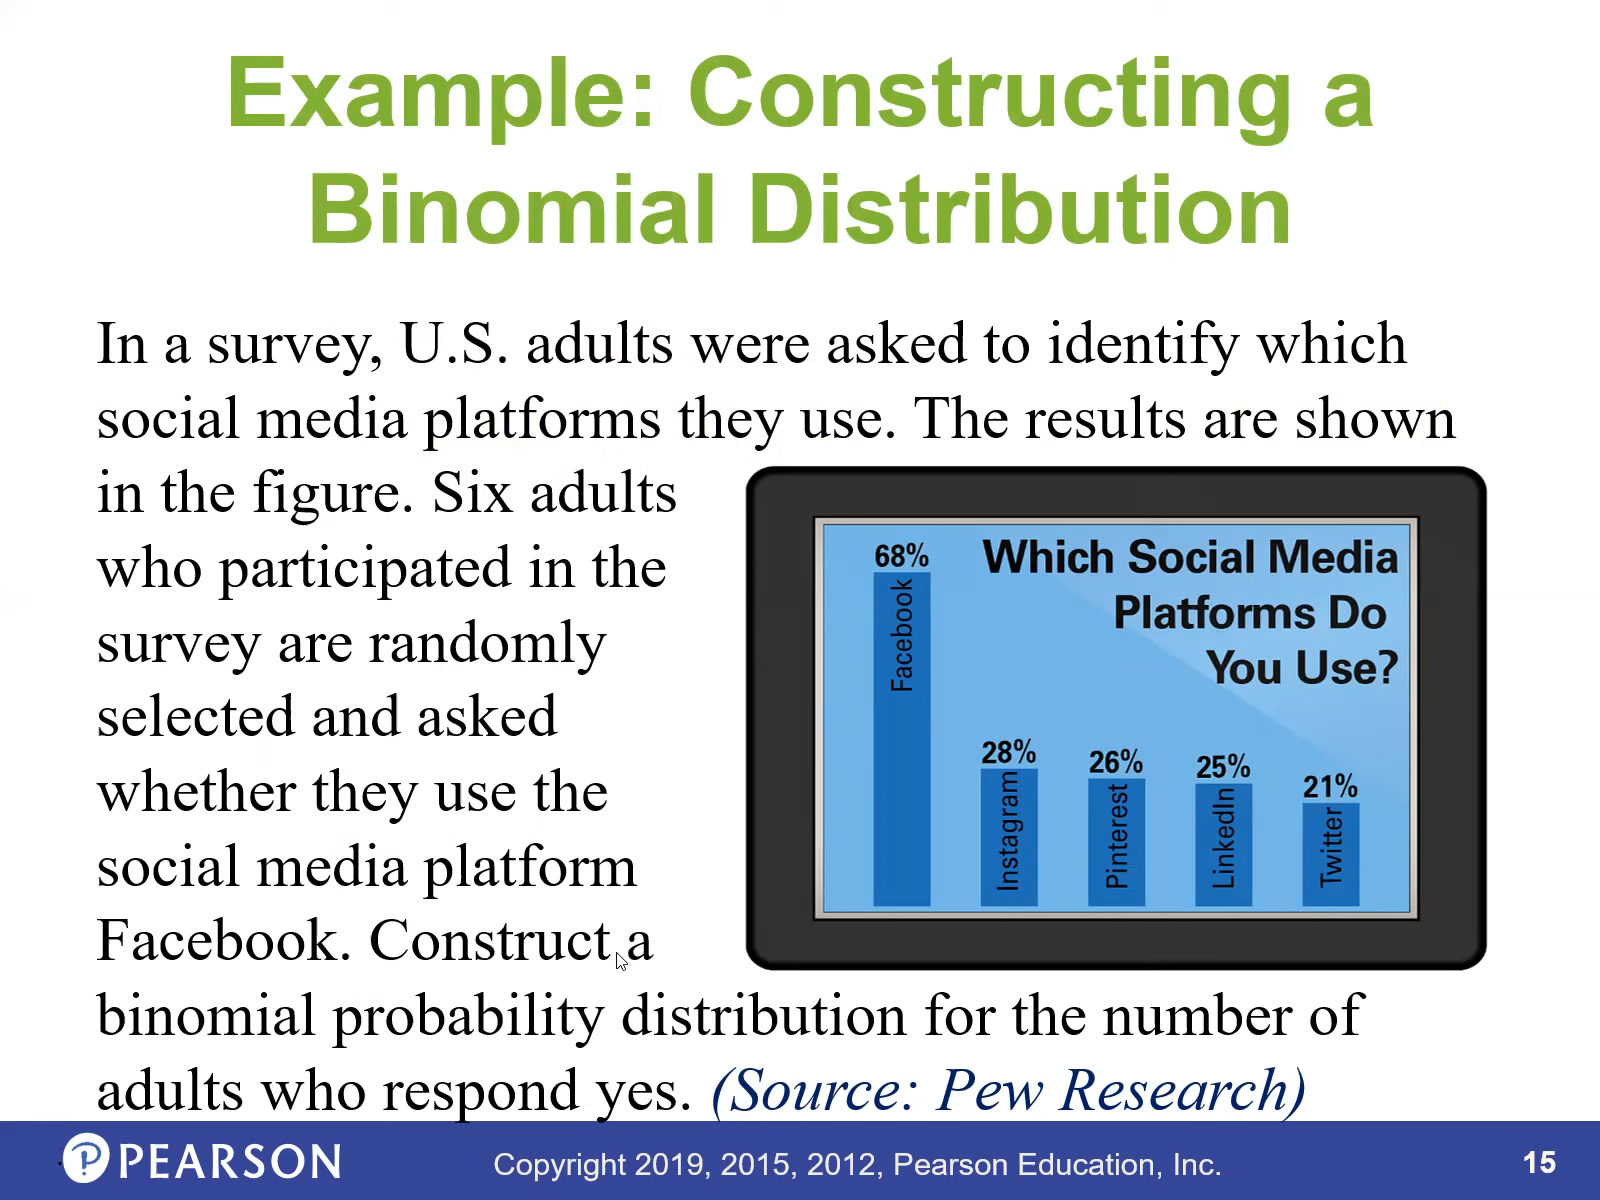 Example: Constructing a
Binomial Distribution
In a survey, U.S. adults were asked to identify which
social media platforms they use. The results are shown
in the figure. Six adults
who participated in the
survey are randomly
selected and asked
whether they use the
social media platform
Facebook. Construct a
binomial probability distribution for the number of
adults who respond yes. (Source: Pew Research)
Which Social Media
Platforms Do
You Use?
68%
Facebook
28%
Instagram
26%
Pinterest
25%
LinkedIn
21%
Twitter
PEARSON
Copyright 2019, 2015, 2012, Pearson Education, Inc.
15